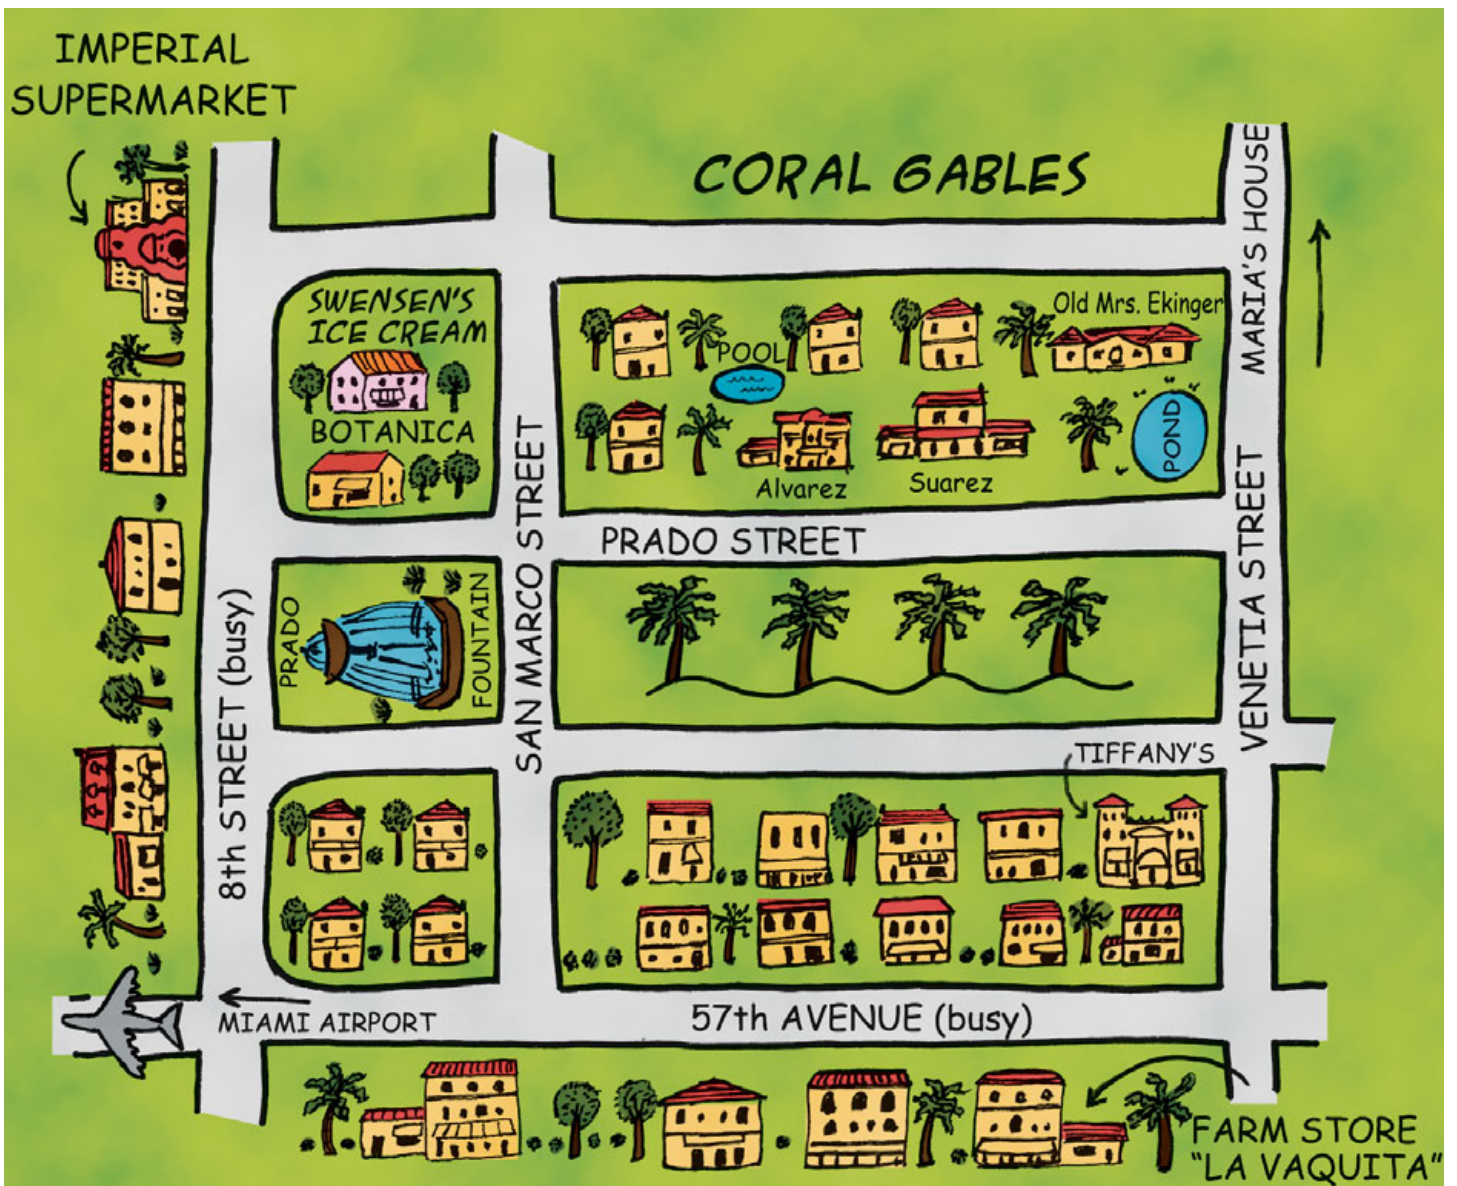 IMPERIAL
SUPERMARKET
CORAL GABLES
MARIA'S HOUSE
SWENSEN'S
ICE CREAM
BOTANICA
POOL
Old Mrs. Ekinger
POND
Alvarez
Suarez
PRADO STREET
SAN MARCO STREET
VENETIA STREET
8th STREET (busy)
PRADO
FOUNTAIN
TIFFANY'S
MIAMI AIRPORT
57th AVENUE (busy)
FARM STORE
"LA VAQUITA"